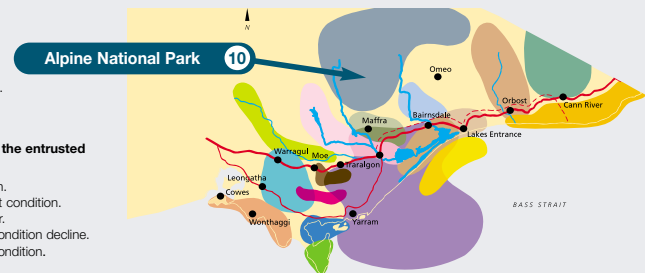 N
Alpine National Park 10
Omeo
Orbost
Cann River
Bairnsdale
Maffra
Lakes Entrance
the entrusted
Warragul
Moe
Traralgon
Leongatha
Cowes
condition.
BASS STRAIT
Wonthaggi
Yarram
ondition decline.
ondition.